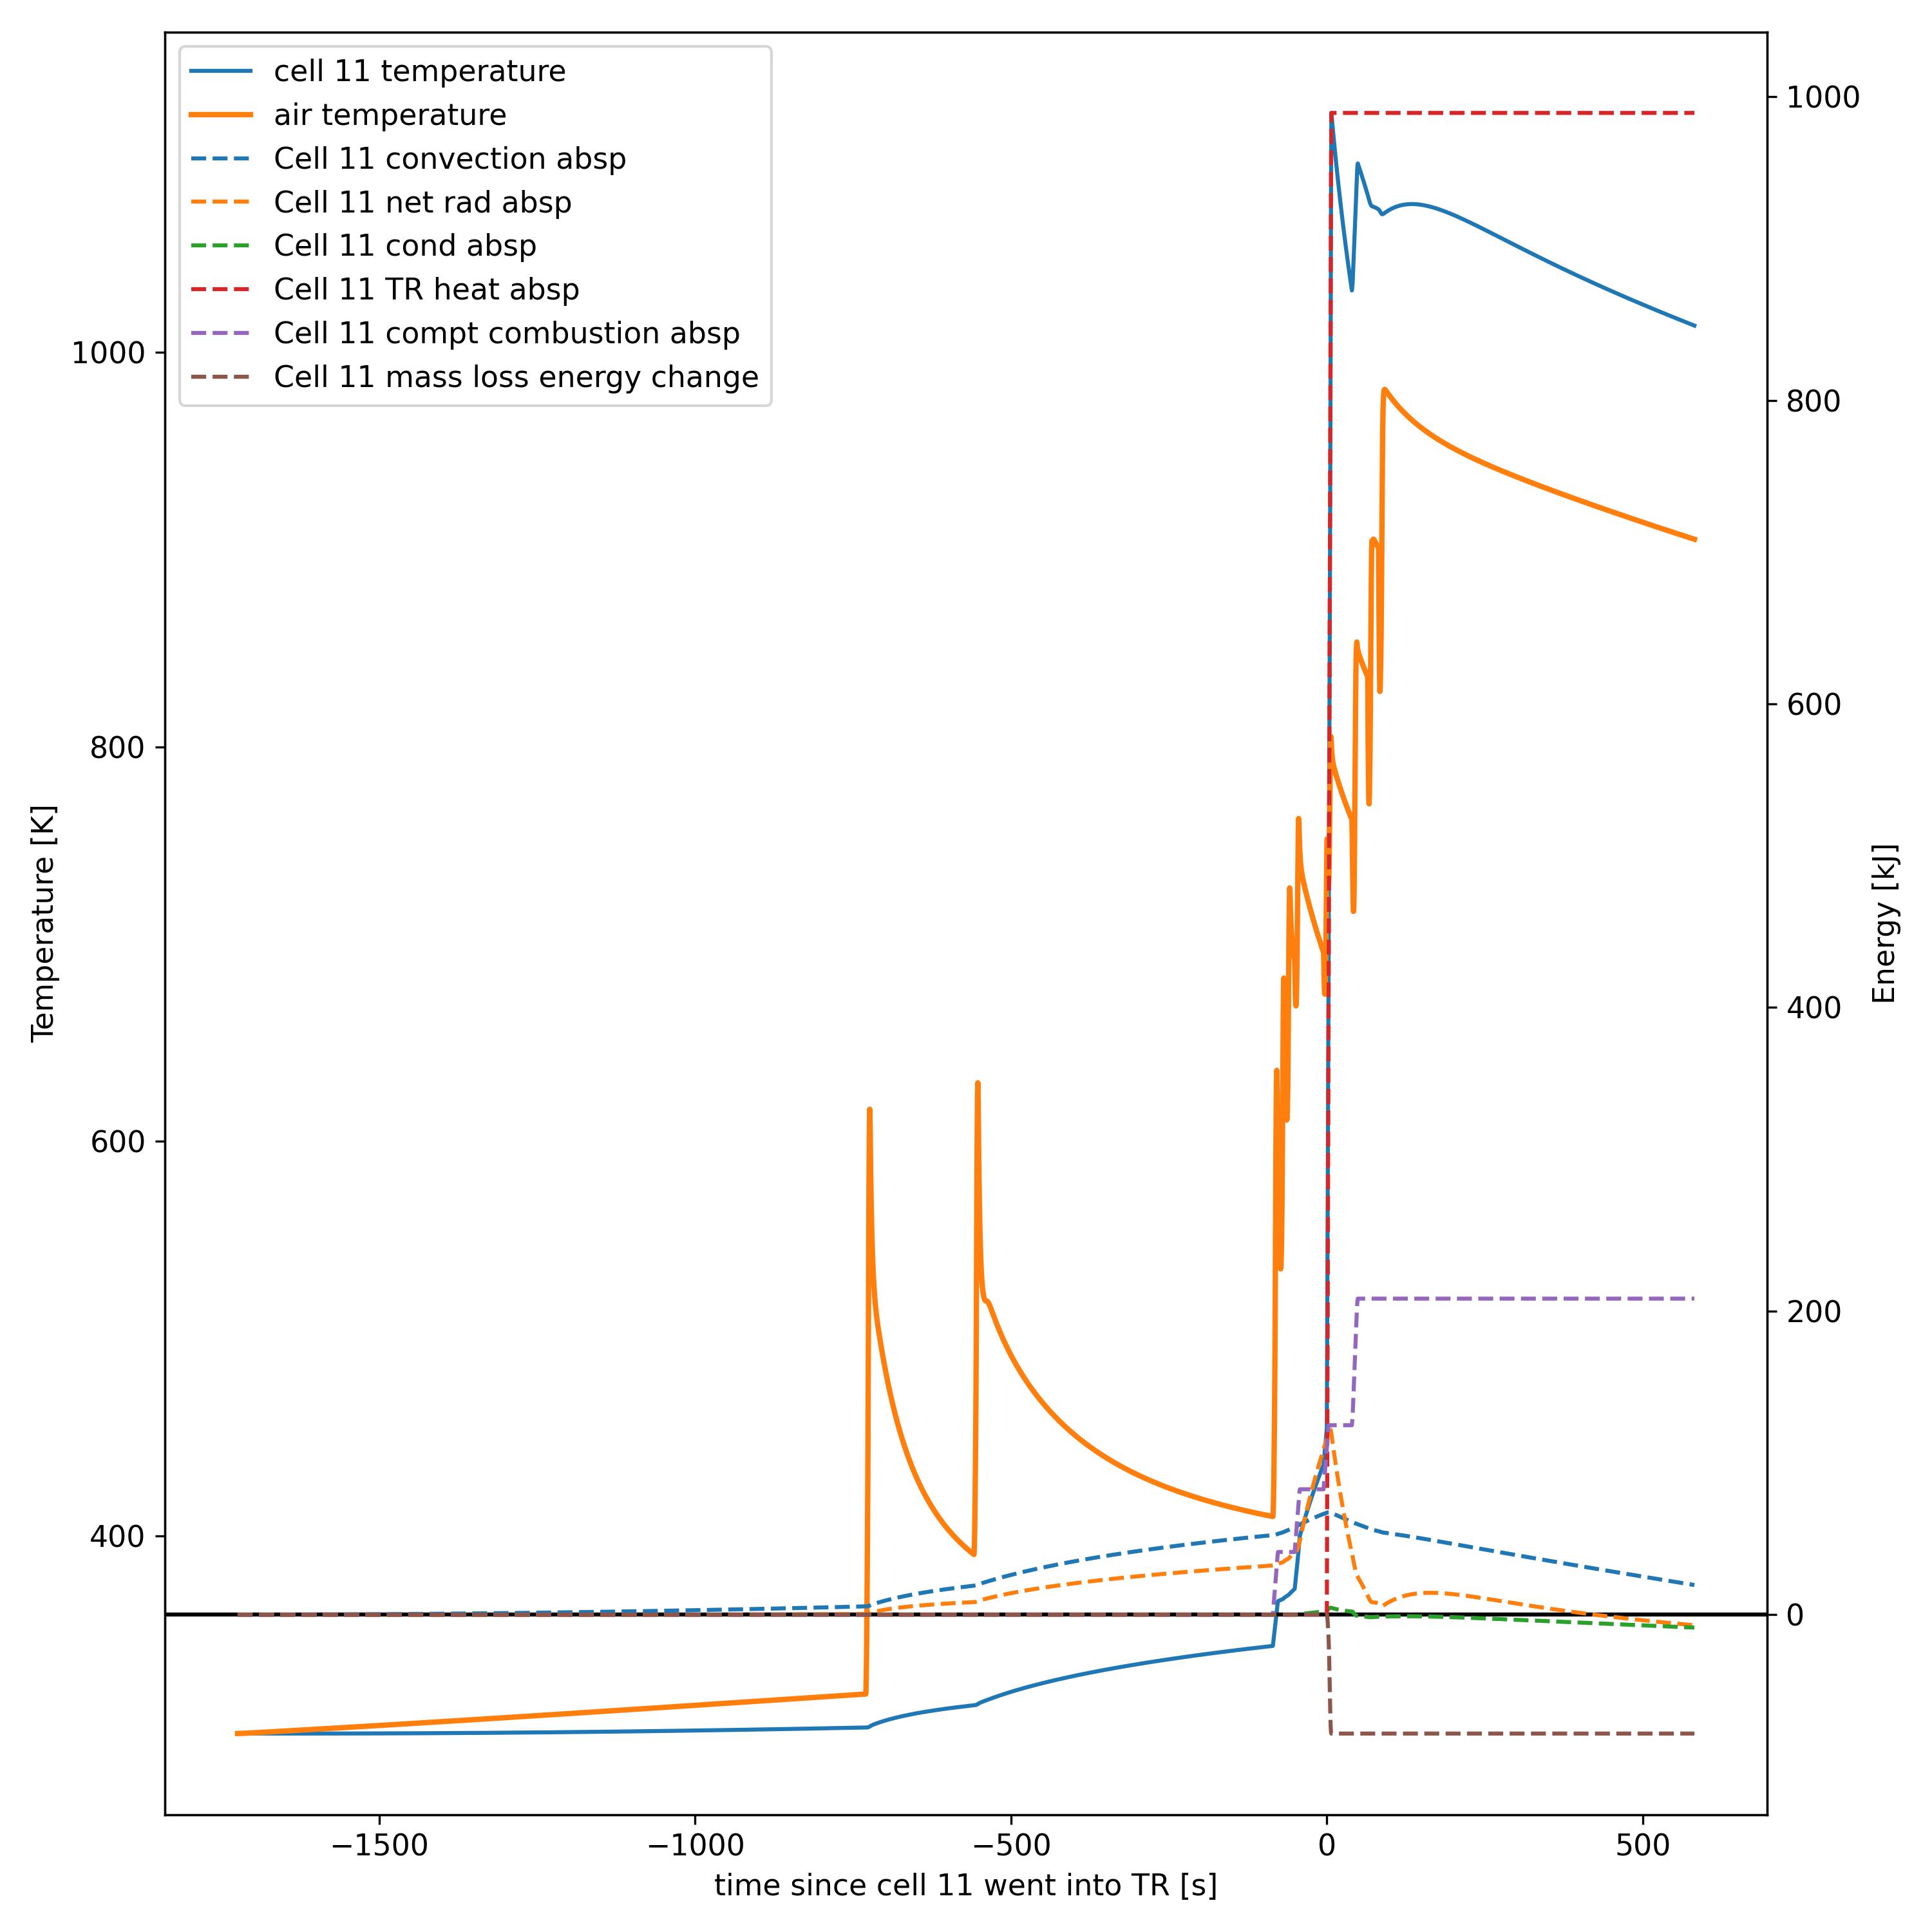 cell 11 temperature
air temperature
Cell 11 convection absp
Cell 11 net rad absp
Cell 11 cond absp
Cell 11 TR heat absp
Cell 11 compt combustion absp
Cell 11 mass loss energy change
1000
800
600
400
Temperature [K]
1000
800
600
400
200
0
Energy [kJ]
−1500 −1000 −500 0 500
time since cell 11 went into TR [s]